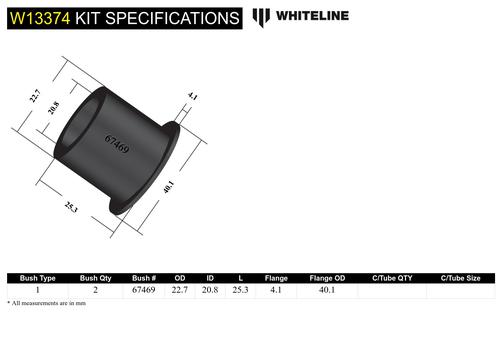 W13374 KIT SPECIFICATIONS
WHITELINE
22.7
20.8
4.1
67469
40.1
25.3
Bush Type Bush Qty Bush # OD ID L Flange Flange OD C/Tube QTY C/Tube Size
1 2 67469 22.7 20.8 25.3 4.1 40.1
* All measurements are in mm